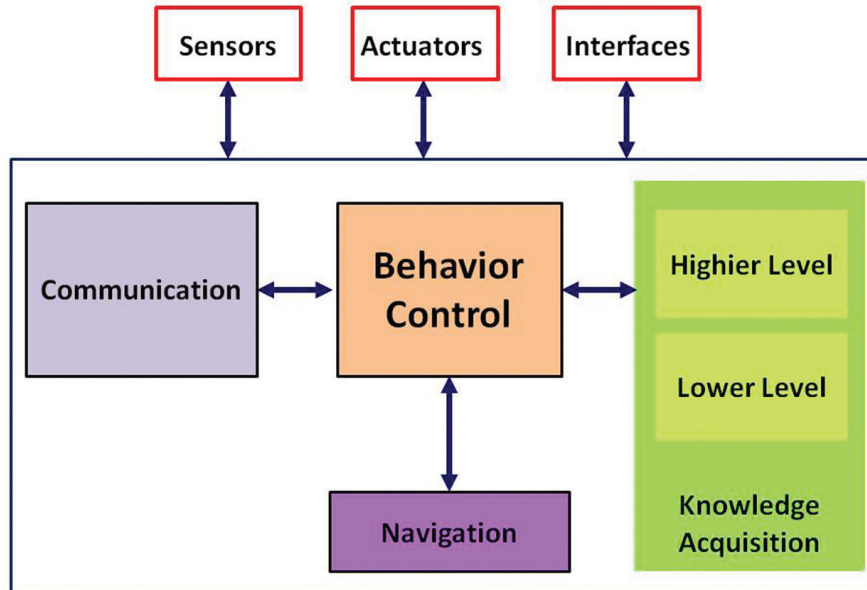 Sensors
Actuators
Interfaces
Communication
Behavior
Control
Highier Level
Lower Level
Navigation
Knowledge
Acquisition